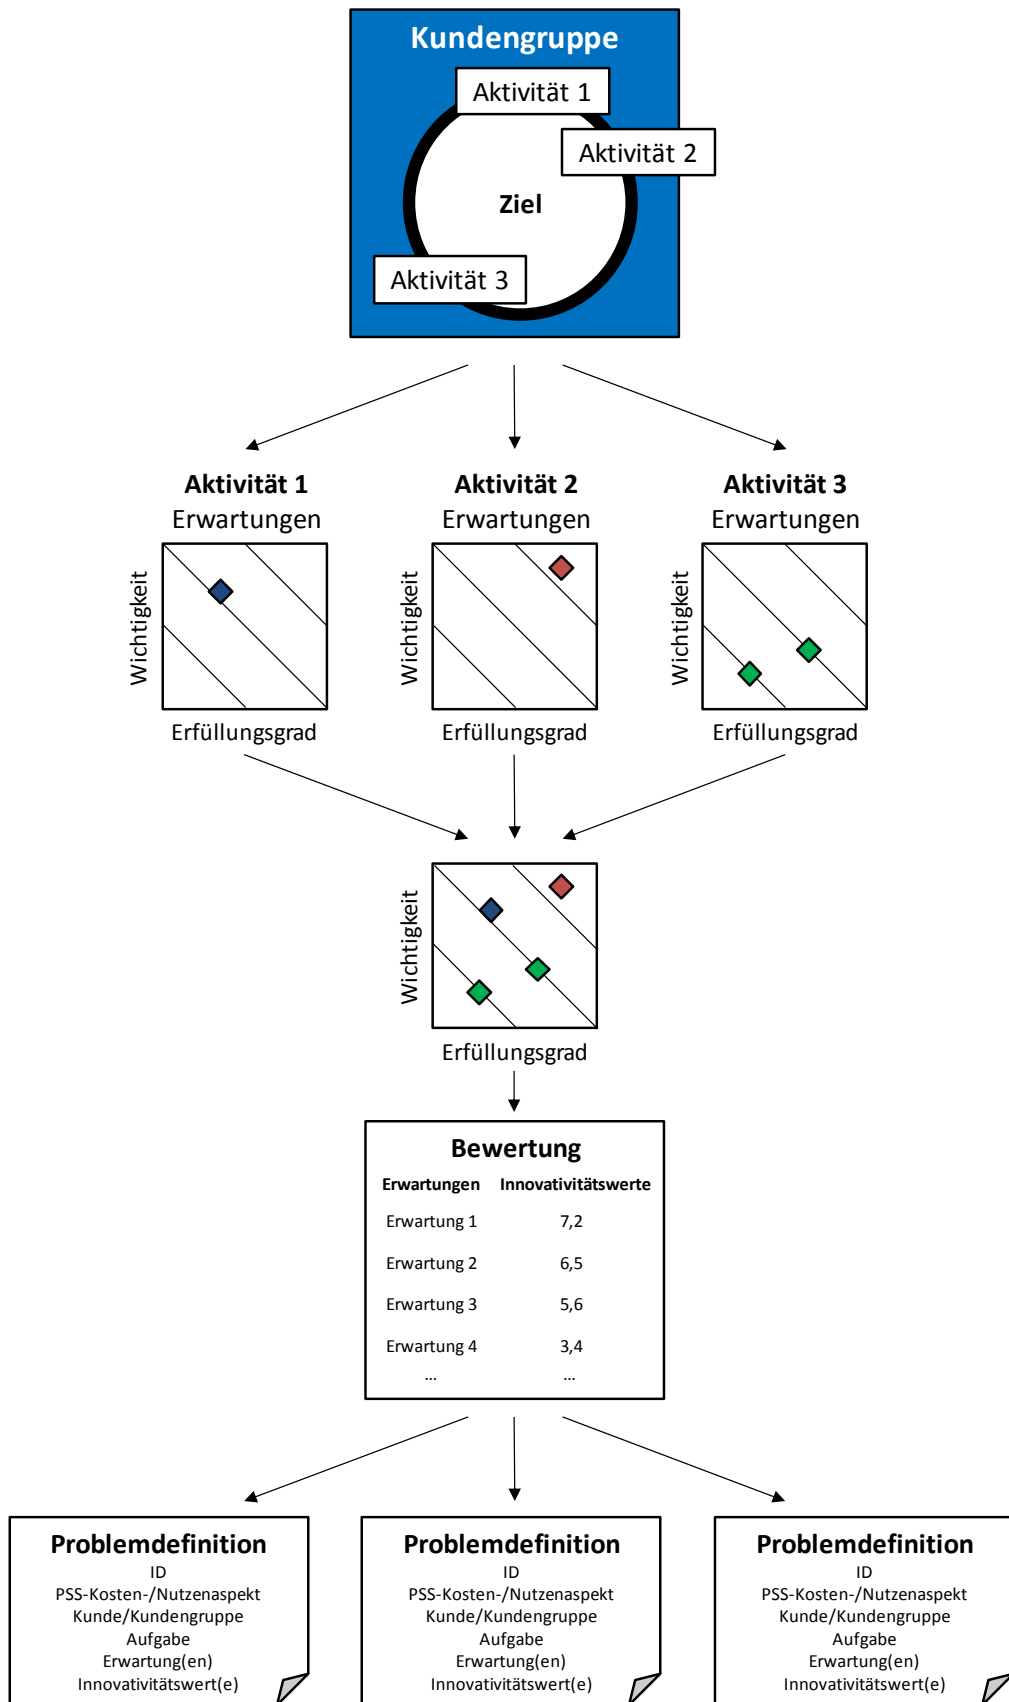 Kundengruppe
Aktivität 1
Aktivität 2
Ziel
Aktivität 3
Aktivität 1
Erwartungen
Wichtigkeit
Erfüllungsgrad
Aktivität 2
Erwartungen
Wichtigkeit
Erfüllungsgrad
Aktivität 3
Erwartungen
Wichtigkeit
Erfüllungsgrad
Wichtigkeit
Erfüllungsgrad
Bewertung
Erwartungen Innovativitätswerte
Erwartung 1 7,2
Erwartung 2 6,5
Erwartung 3 5,6
Erwartung 4 3,4
... ...
Problemdefinition
ID
PSS-Kosten-/Nutzenaspekt
Kunde/Kundengruppe
Aufgabe
Erwartung(en)
Innovativitätswert(e)
Problemdefinition
ID
PSS-Kosten-/Nutzenaspekt
Kunde/Kundengruppe
Aufgabe
Erwartung(en)
Innovativitätswert(e)
Problemdefinition
ID
PSS-Kosten-/Nutzenaspekt
Kunde/Kundengruppe
Aufgabe
Erwartung(en)
Innovativitätswert(e)